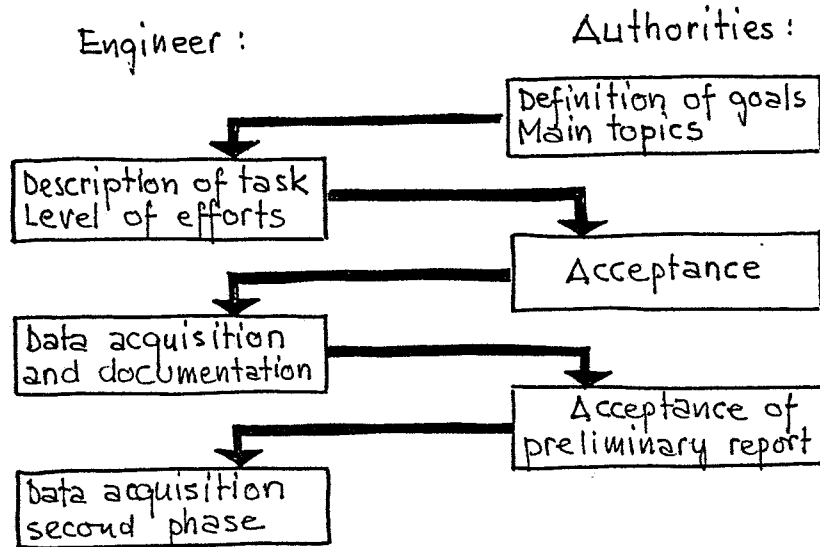 Engineer :
Authorities :
Definition of goals
Main topics
Description of task
Level of efforts
Acceptance
Data acquisition
and documentation
Acceptance of
preliminary report
Data acquisition
second phase